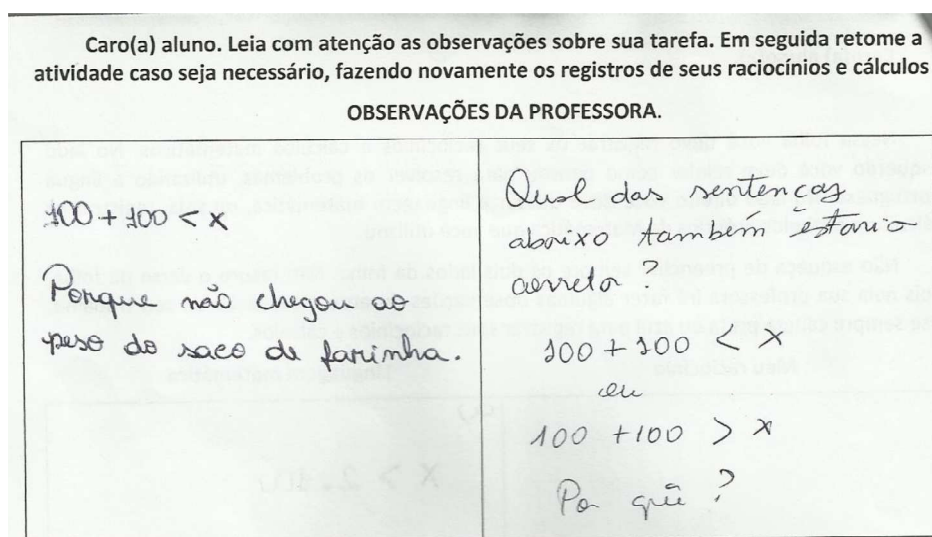 Caro(a) aluno. Leia com atenção as observações sobre sua tarefa. Em seguida retome a
atividade caso seja necessário, fazendo novamente os registros de seus raciocínios e cálculos
OBSERVAÇÕES DA PROFESSORA.
100 + 100 < x
Porque não chegou ao
peso do saco de farinha.
Qual das sentenças
abaixo também estaria
correta?
100 + 100 < x
ou
100 + 100 > x
Po quê?